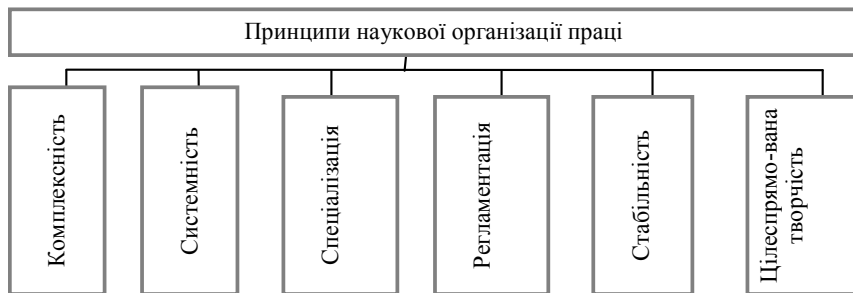 Принципи наукової організації праці
Комплексність
Системність
Спеціалізація
Регламентація
Стабільність
Цілеспрямо-вана
творчість